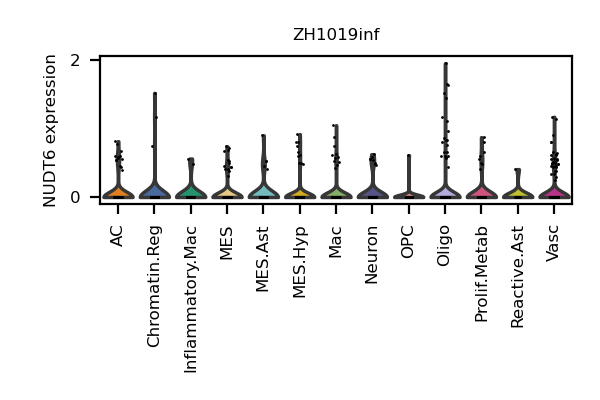 ZH1019inf
NUDT6 expression
2
0
AC
Chromatin.Reg
Inflammatory.Mac
MES
MES.Ast
MES.Hyp
Mac
Neuron
OPC
Oligo
Prolif.Metab
Reactive.Ast
Vasc